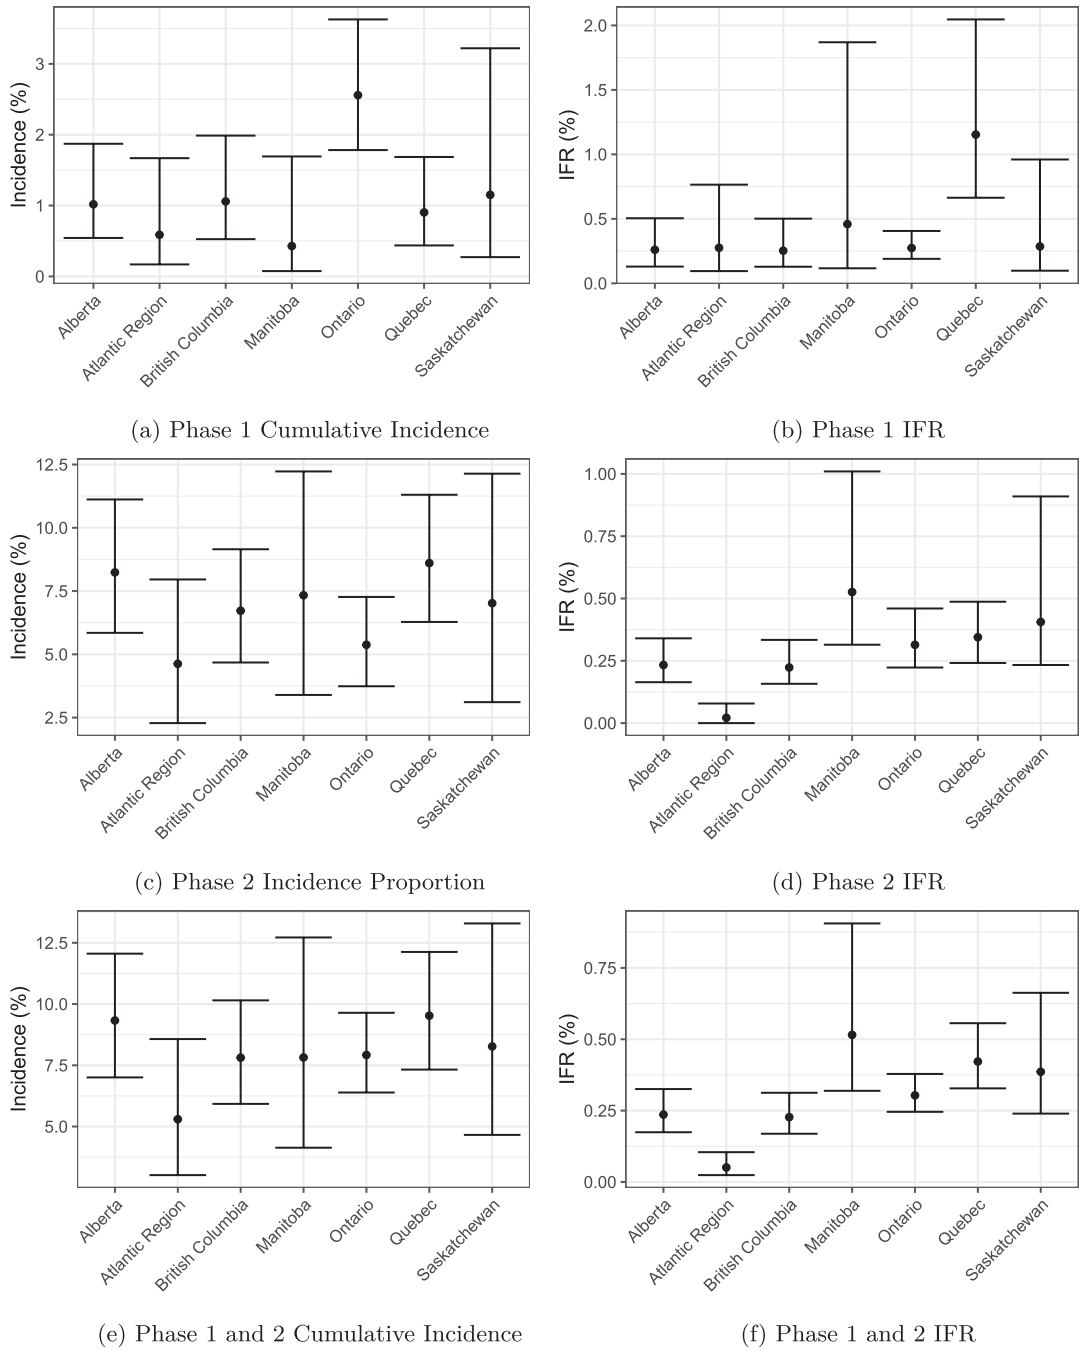 Incidence (%)
3
2
1
0
Alberta
Atlantic Region
British Columbia
Manitoba
Ontario
Quebec
Saskatchewan
(a) Phase 1 Cumulative Incidence
IFR (%)
2.0
1.5
1.0
0.5
0.0
Alberta
Atlantic Region
British Columbia
Manitoba
Ontario
Quebec
Saskatchewan
(b) Phase 1 IFR
Incidence (%)
12.5
10.0
7.5
5.0
2.5
Alberta
Atlantic Region
British Columbia
Manitoba
Ontario
Quebec
Saskatchewan
(c) Phase 2 Incidence Proportion
IFR (%)
1.00
0.75
0.50
0.25
0.00
Alberta
Atlantic Region
British Columbia
Manitoba
Ontario
Quebec
Saskatchewan
(d) Phase 2 IFR
Incidence (%)
12.5
10.0
7.5
5.0
Alberta
Atlantic Region
British Columbia
Manitoba
Ontario
Quebec
Saskatchewan
(e) Phase 1 and 2 Cumulative Incidence
IFR (%)
0.75
0.50
0.25
0.00
Alberta
Atlantic Region
British Columbia
Manitoba
Ontario
Quebec
Saskatchewan
(f) Phase 1 and 2 IFR